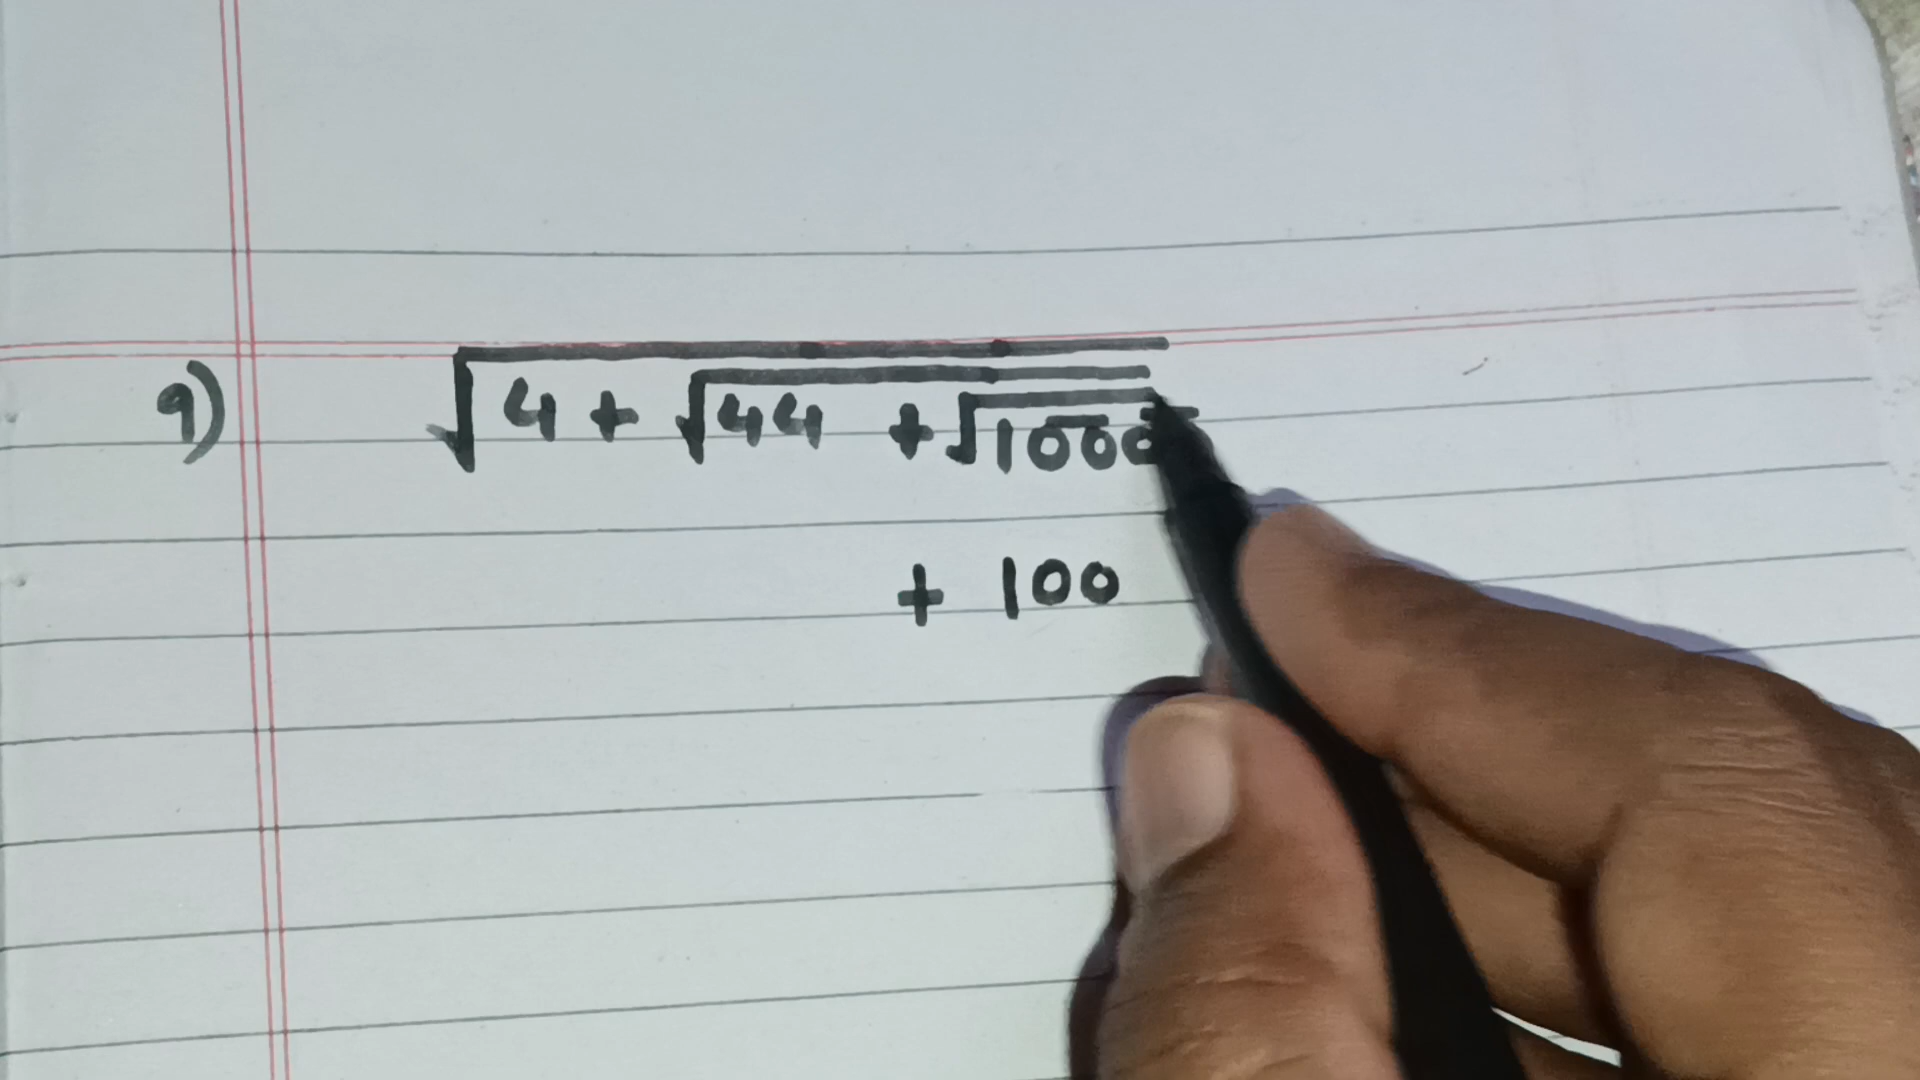 9) √4 + √44 + √1000
+ 100